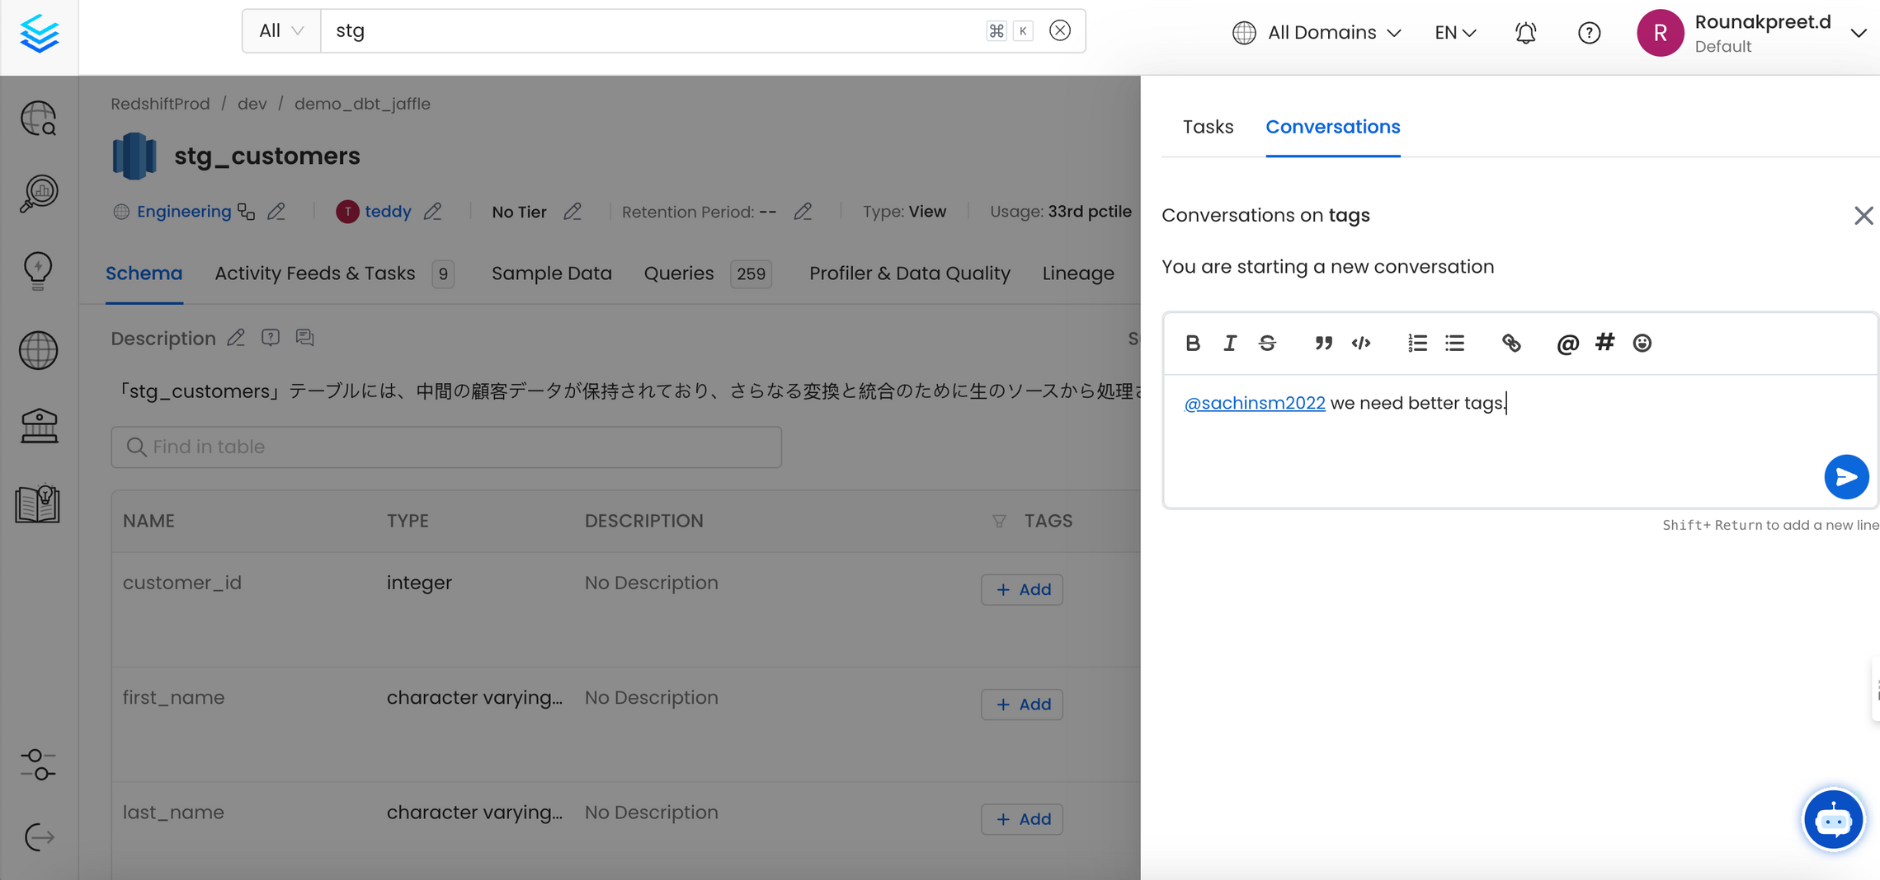 All stg ⌘ K All Domains EN R Rounakpreet.d
Default
RedshiftProd / dev / demo_dbt_jaffle
stg_customers
Engineering T teddy No Tier Retention Period: -- Type: View Usage: 33rd pctile
Schema Activity Feeds & Tasks 9 Sample Data Queries 259 Profiler & Data Quality Lineage
Description
「stg_customers」テーブルには、中間の顧客データが保持されており、さらなる変換と統合のために生のソースから処理さ
Find in table
NAME TYPE DESCRIPTION TAGS
customer_id integer No Description + Add
first_name character varying... No Description + Add
last_name character varying... No Description + Add
Tasks Conversations
Conversations on tags
You are starting a new conversation
@sachinsm2022 we need better tags.
Shift+ Return to add a new line